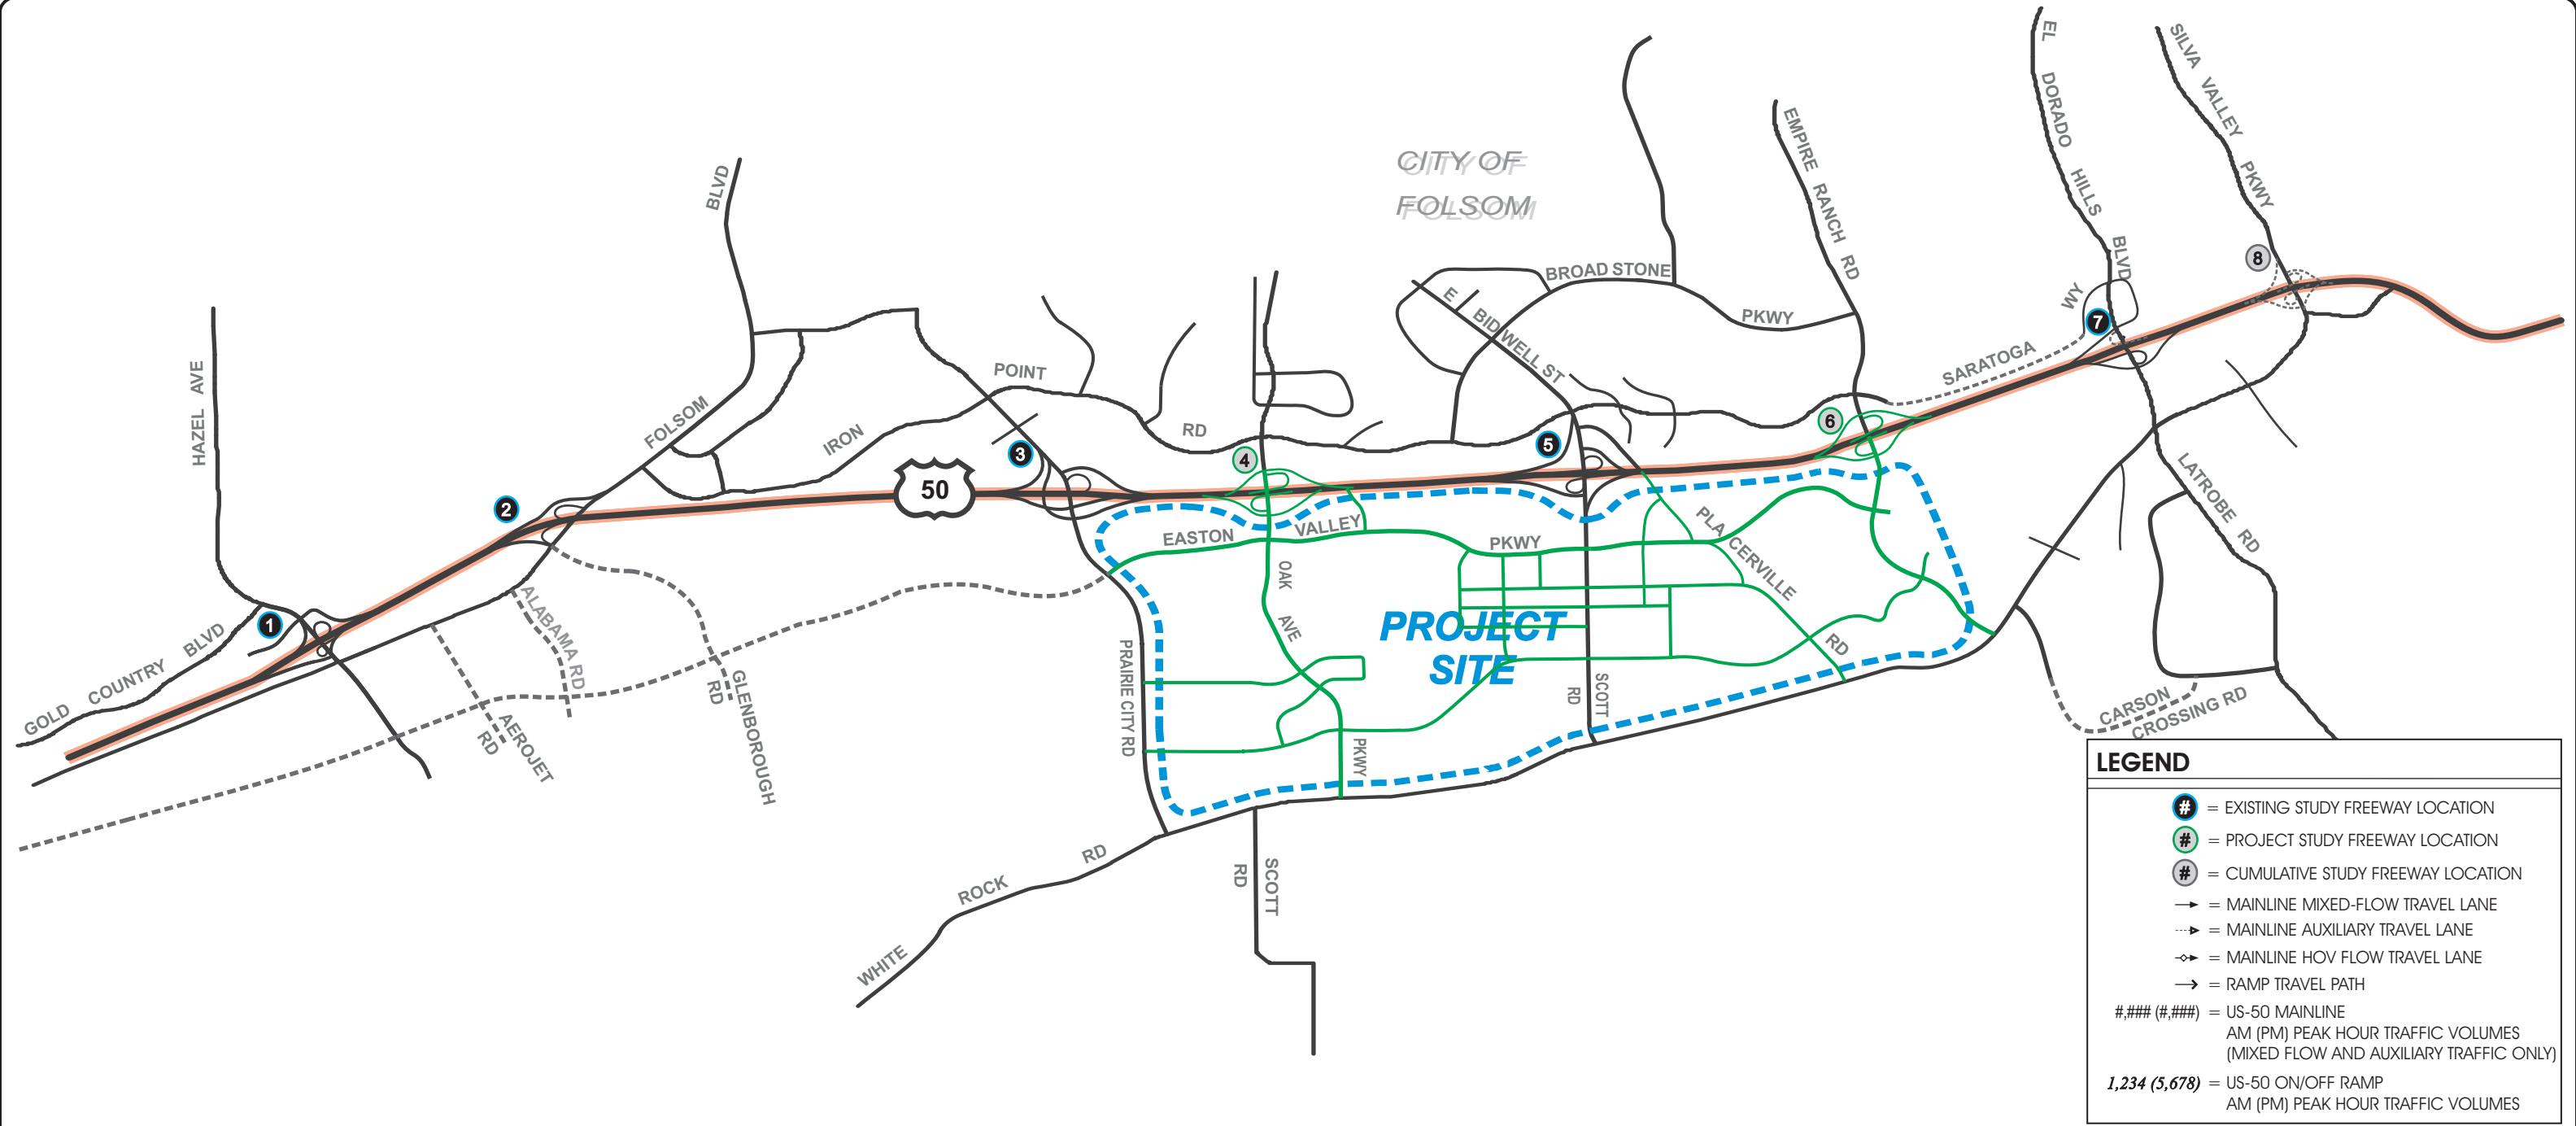 EL DORADO HILLS BLVD
SILVA VALLEY PKWY
EMPIRE RANCH RD
CITY OF
FOLSOM
BLVD
BROAD STONE
PKWY
E BIDWELL ST
WY
SARATOGA
HAZEL AVE
FOLSOM
IRON
POINT
RD
1
2
3
4
5
6
7
8
50
EASTON
VALLEY
PKWY
PLACERVILLE
RD
OAK
AVE
PKWY
PROJECT
SITE
SCOTT
RD
PRAIRIE CITY RD
LATROBE RD
GOLD COUNTRY BLVD
ALABAMA RD
AEROJET
RD
GLENBOROUGH
RD
CARSON
CROSSING RD
WHITE
ROCK
RD
SCOTT
RD
LEGEND
# = EXISTING STUDY FREEWAY LOCATION
# = PROJECT STUDY FREEWAY LOCATION
# = CUMULATIVE STUDY FREEWAY LOCATION
= MAINLINE MIXED-FLOW TRAVEL LANE
= MAINLINE AUXILIARY TRAVEL LANE
= MAINLINE HOV FLOW TRAVEL LANE
= RAMP TRAVEL PATH
#,### (#,###) = US-50 MAINLINE
AM (PM) PEAK HOUR TRAFFIC VOLUMES
(MIXED FLOW AND AUXILIARY TRAFFIC ONLY)
1,234 (5,678) = US-50 ON/OFF RAMP
AM (PM) PEAK HOUR TRAFFIC VOLUMES